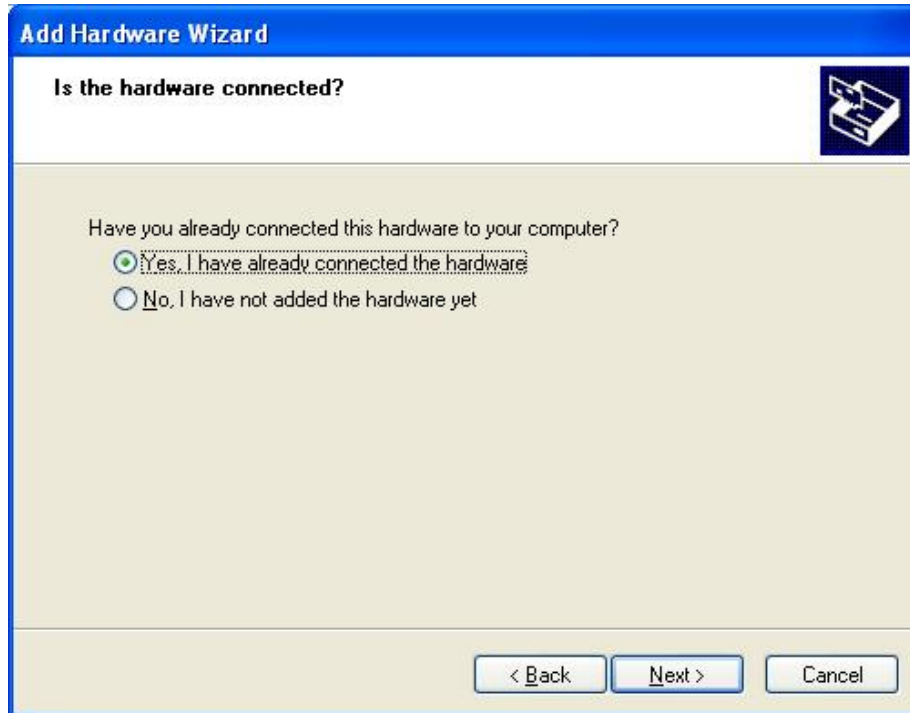 Add Hardware Wizard
Is the hardware connected?
Have you already connected this hardware to your computer?
Yes, I have already connected the hardware
No, I have not added the hardware yet
< Back Next > Cancel